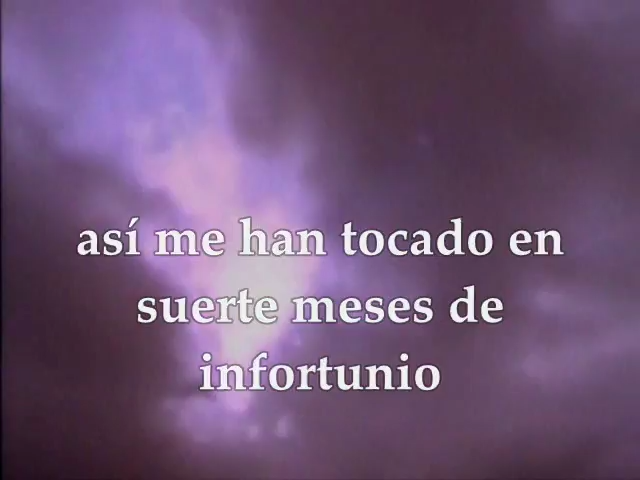 así me han tocado en
suerte meses de
infortunio